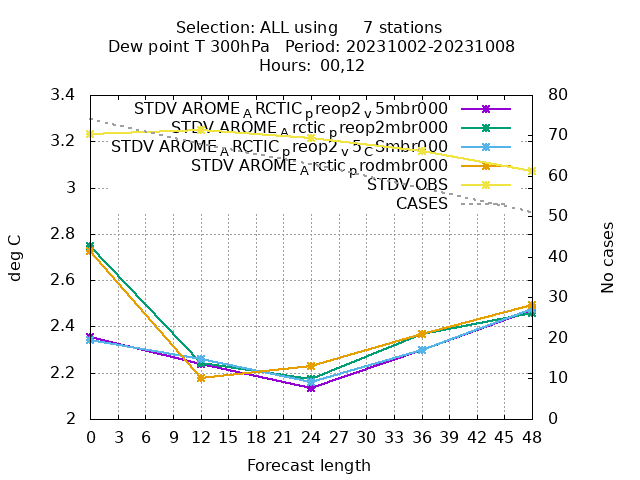 Selection: ALL using     7 stations
Dew point T 300hPa   Period: 20231002-20231008
Hours: 00,12
STDV AROME_ARCTIC_preop2_v5mbr000
STDV AROME_Arctic_preop2mbr000
STDV AROME_ARCTIC_preop2_v5_CSmbr000
STDV AROME_Arctic_prodmbr000
STDV OBS
CASES
3.4
3.2
3
2.8
2.6
2.4
2.2
2
deg C
80
70
60
50
40
30
20
10
0
No cases
0 3 6 9 12 15 18 21 24 27 30 33 36 39 42 45 48
Forecast length